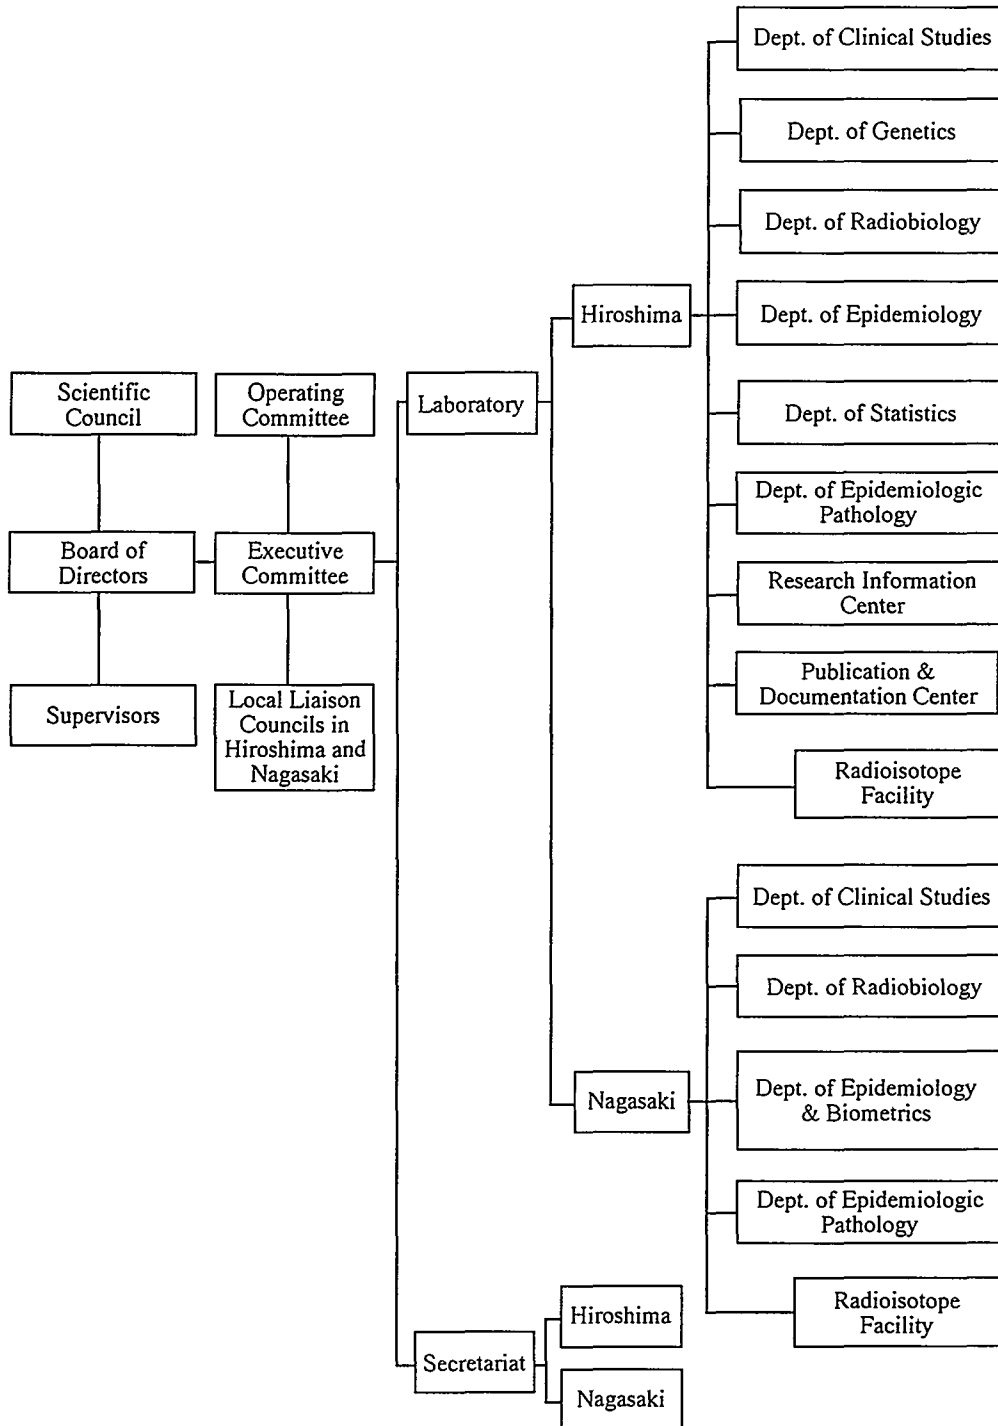 Scientific
Council
Board of
Directors
Supervisors
Operating
Committee
Executive
Committee
Local Liaison
Councils in
Hiroshima and
Nagasaki
Laboratory
Hiroshima
Dept. of Clinical Studies
Dept. of Genetics
Dept. of Radiobiology
Dept. of Epidemiology
Dept. of Statistics
Dept. of Epidemiologic
Pathology
Research Information
Center
Publication &
Documentation Center
Radioisotope
Facility
Nagasaki
Dept. of Clinical Studies
Dept. of Radiobiology
Dept. of Epidemiology
& Biometrics
Dept. of Epidemiologic
Pathology
Radioisotope
Facility
Secretariat
Hiroshima
Nagasaki